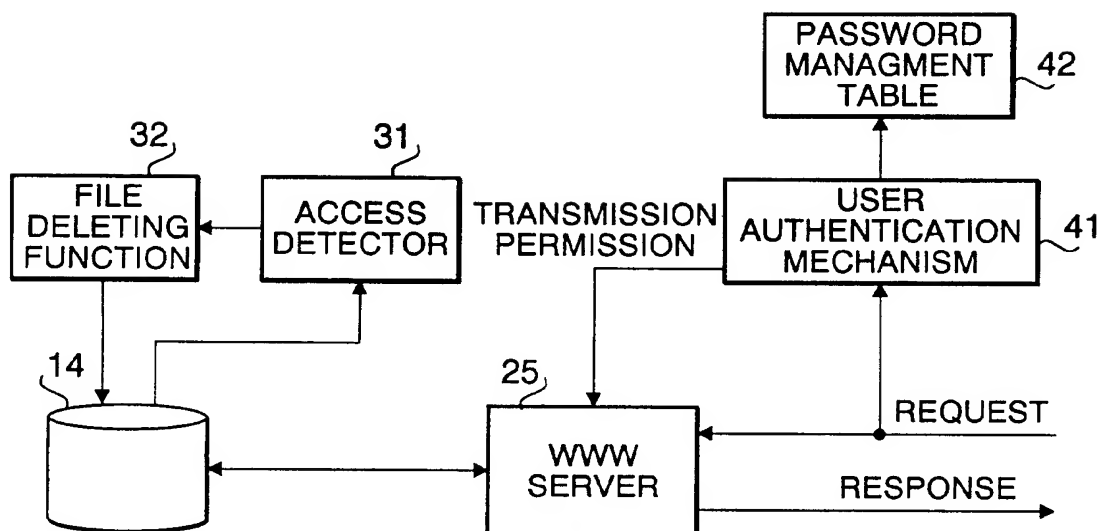 PASSWORD
MANAGMENT
TABLE
42
32
31
FILE
DELETING
FUNCTION
ACCESS
DETECTOR
TRANSMISSION
PERMISSION
USER
AUTHENTICATION
MECHANISM
41
14
25
WWW
SERVER
REQUEST
RESPONSE